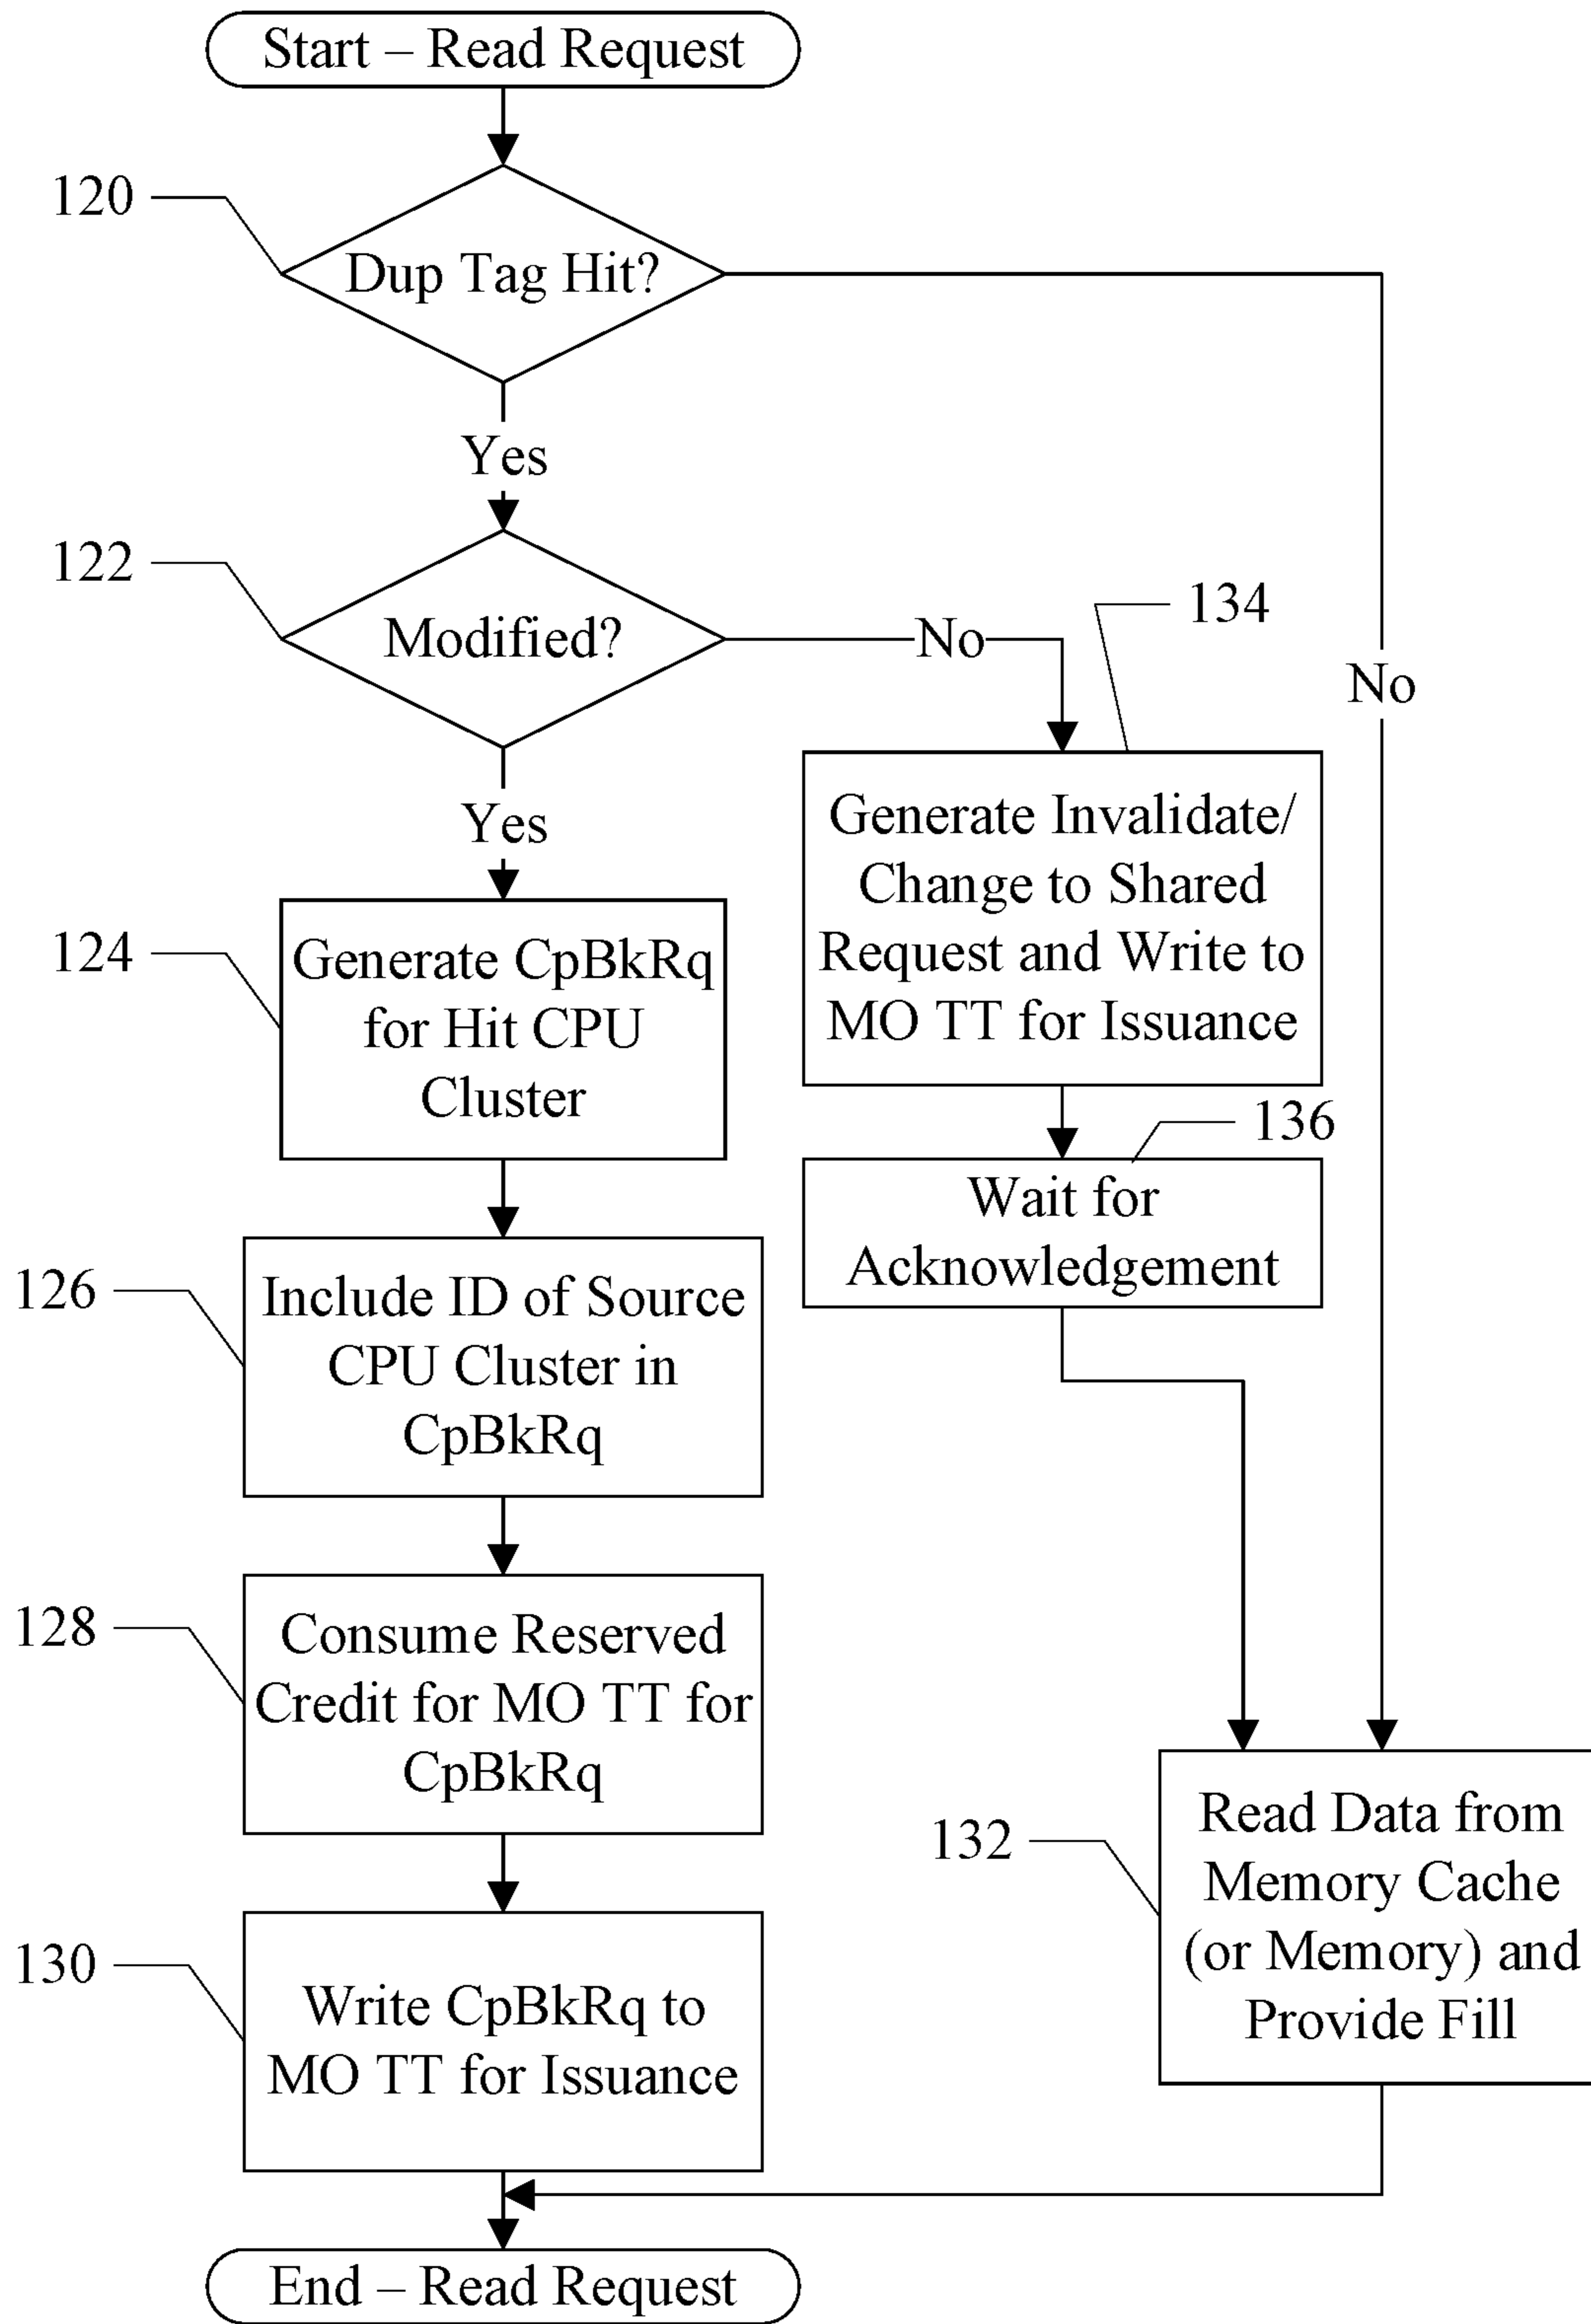 Start – Read Request
120
Dup Tag Hit?
Yes
No
122
Modified?
No
Yes
134
Generate Invalidate/
Change to Shared
Request and Write to
MO TT for Issuance
124
Generate CpBkRq
for Hit CPU
Cluster
136
Wait for
Acknowledgement
126
Include ID of Source
CPU Cluster in
CpBkRq
128
Consume Reserved
Credit for MO TT for
CpBkRq
132
Read Data from
Memory Cache
(or Memory) and
Provide Fill
130
Write CpBkRq to
MO TT for Issuance
End – Read Request